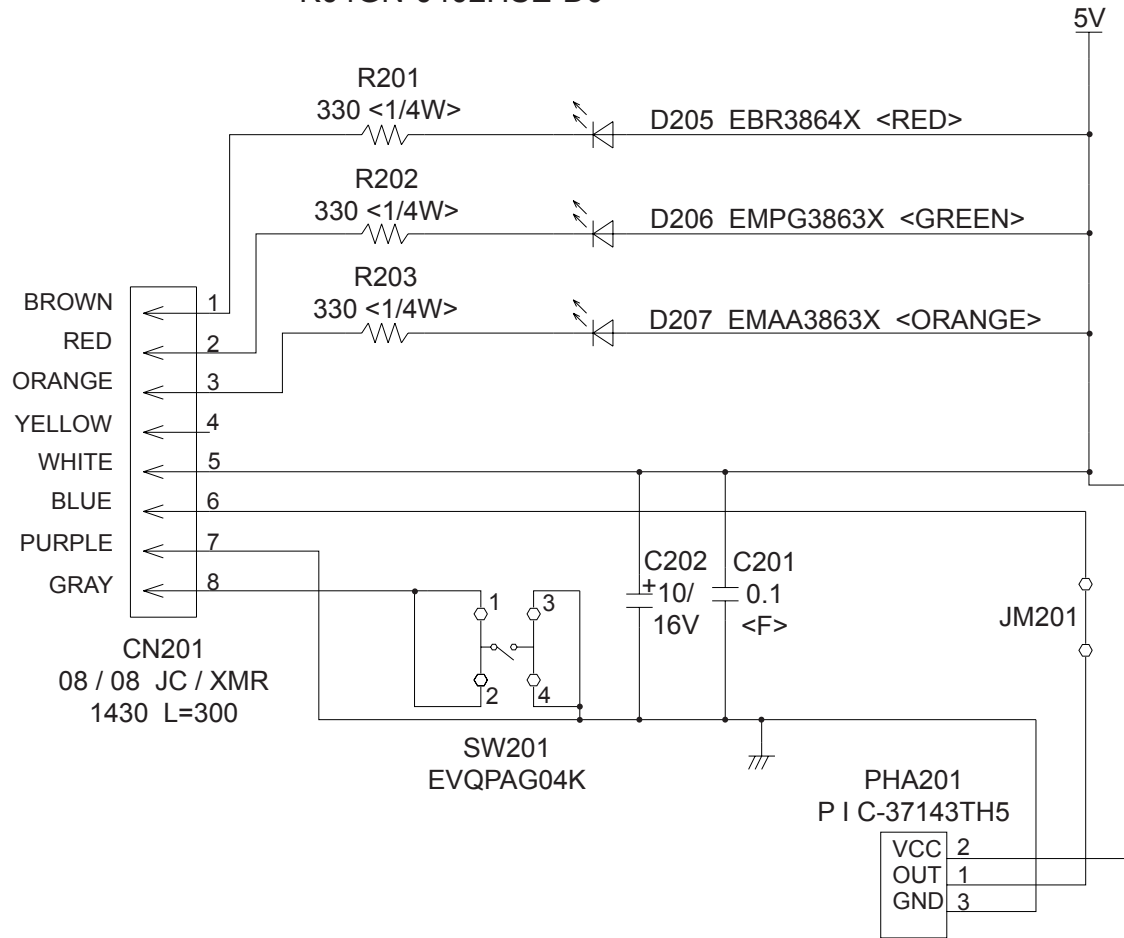 5V
R201
330 <1/4W>
D205 EBR3864X <RED>
R202
330 <1/4W>
D206 EMPG3863X <GREEN>
R203
330 <1/4W>
D207 EMAA3863X <ORANGE>
BROWN 1
RED 2
ORANGE 3
YELLOW 4
WHITE 5
BLUE 6
PURPLE 7
GRAY 8
CN201
08 / 08 JC / XMR
1430 L=300
1 3
2 4
SW201
EVQPAG04K
C202
+10/
16V
C201
0.1
<F>
JM201
PHA201
P I C-37143TH5
VCC 2
OUT 1
GND 3